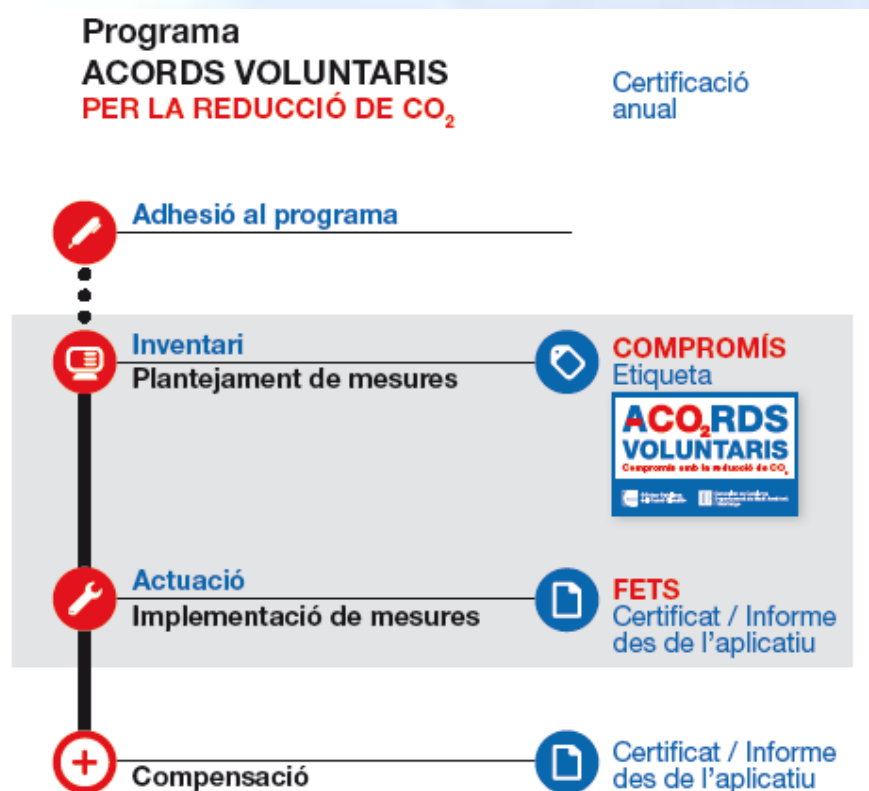 Programa
ACORDS VOLUNTARIS
PER LA REDUCCIÓ DE CO₂
Certificació
anual
Adhesió al programa
Inventari
Plantejament de mesures
COMPROMÍS
Etiqueta
ACO₂RDS
VOLUNTARIS
Compromís amb la reducció de CO₂
Actuació
Implementació de mesures
FETS
Certificat / Informe
des de l'aplicatiu
Compensació
Certificat / Informe
des de l'aplicatiu